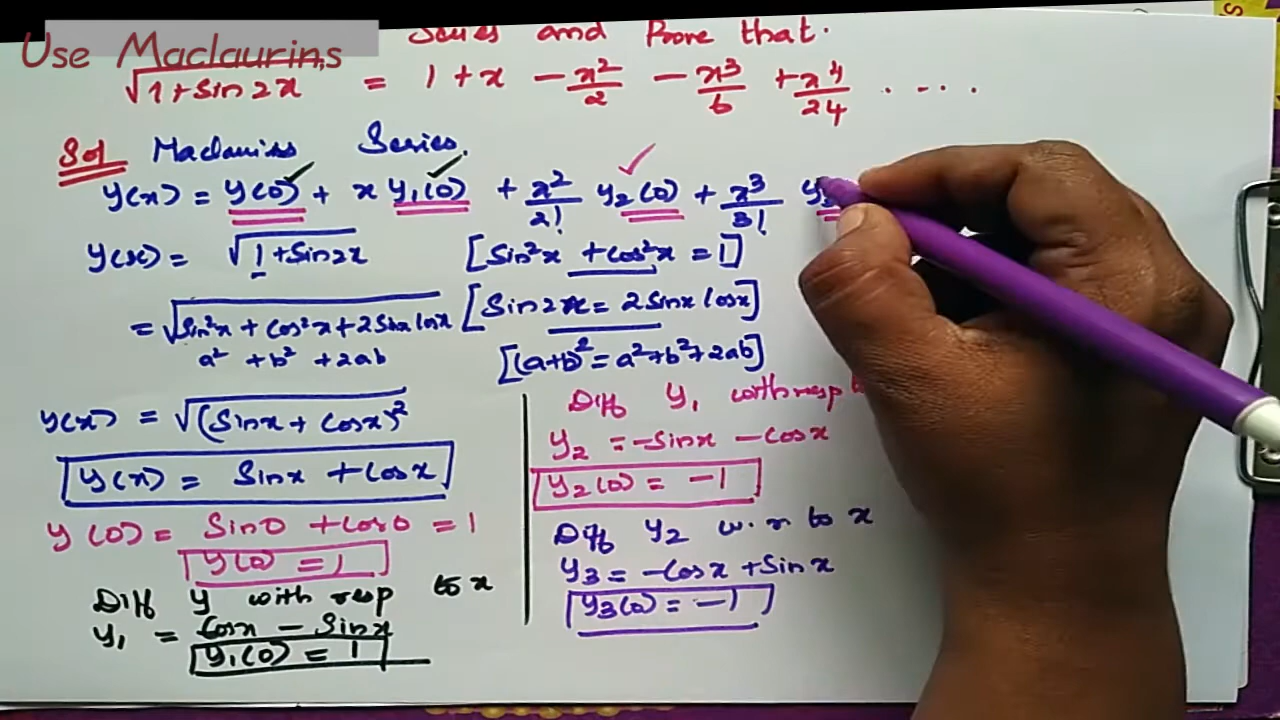 Use Maclaurin,s
Series and Prove that.
√1+sin2x = 1 + x - x²/2 - x³/6 + x⁴/24 . - - - .
Sol Maclauriss Series.
y(x) = y(0) + x y₁(0) + x²/2! y₂(0) + x³/3!
y(x) = √1+sin2x [sin²x + cos²x = 1]
= √sin²x + cos²x + 2sinx cosx [sin2x = 2sinx cosx]
a² + b² + 2ab [(a+b)² = a²+b²+2ab]
y(x) = √(sinx + cosx)²
y(x) = sinx + cosx
y(0) = sin0 + cos0 = 1
y(0) = 1
Diff y with resp to x
y₁ = cosx - sinx
y₁(0) = 1
Diff y₁ with resp
y₂ = -sinx - cosx
y₂(0) = -1
Diff y₂ w.r to x
y₃ = -cosx + sinx
y₃(0) = -1